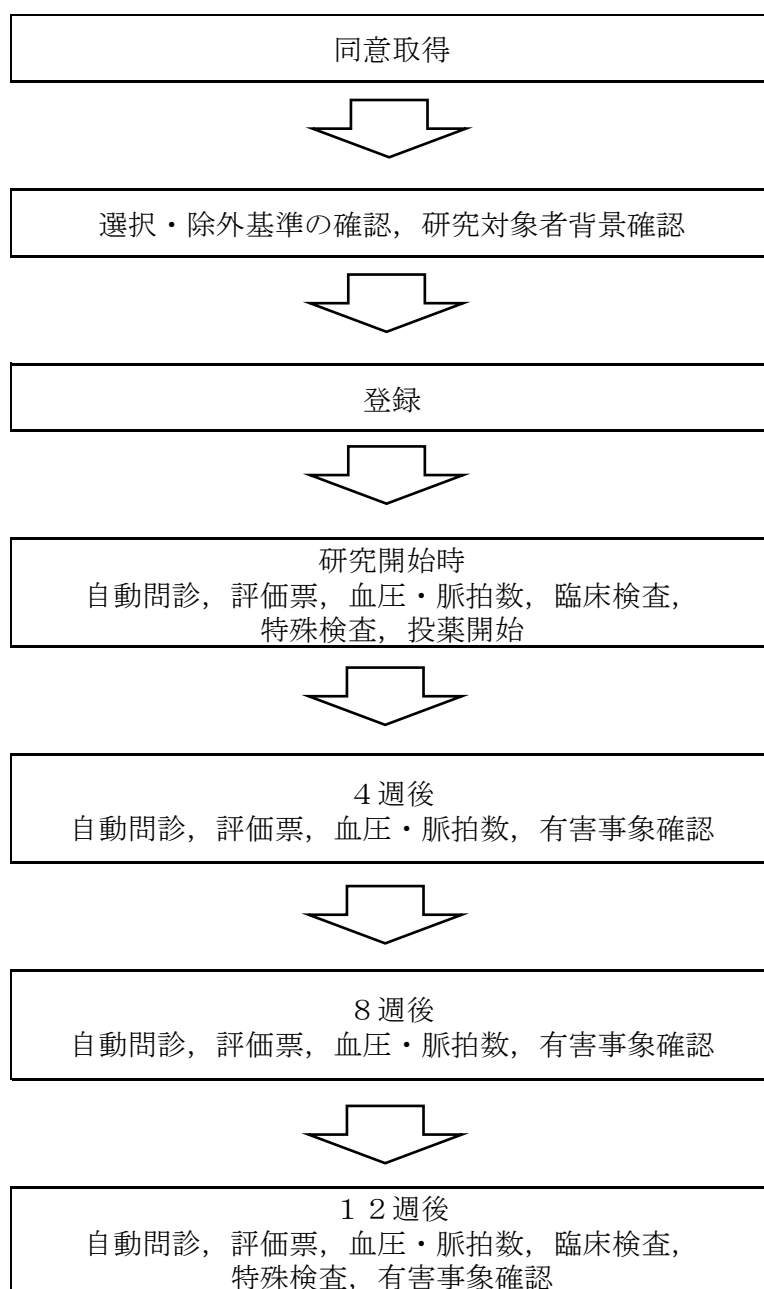 同意取得
選択・除外基準の確認，研究対象者背景確認
登録
研究開始時
自動問診，評価票，血圧・脈拍数，臨床検査，
特殊検査，投薬開始
４週後
自動問診，評価票，血圧・脈拍数，有害事象確認
８週後
自動問診，評価票，血圧・脈拍数，有害事象確認
１２週後
自動問診，評価票，血圧・脈拍数，臨床検査，
特殊検査，有害事象確認